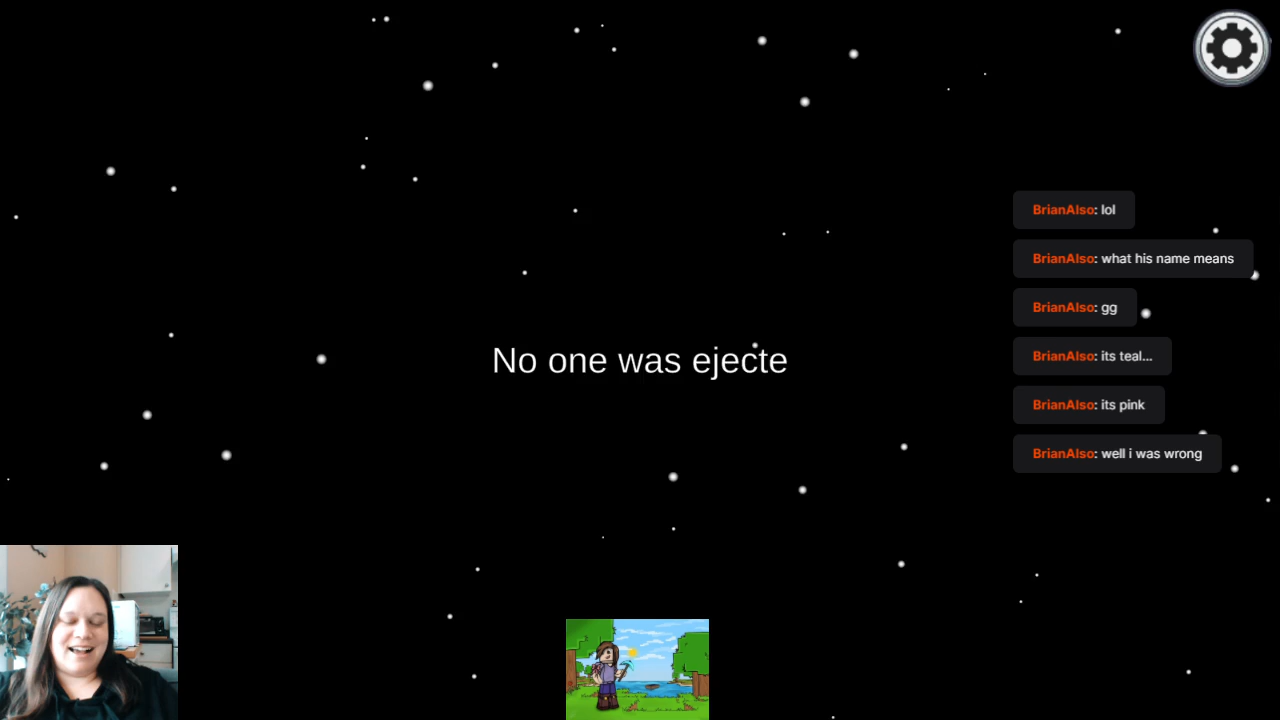 BrianAlso: lol
BrianAlso: what his name means
BrianAlso: gg
No one was ejecte
BrianAlso: its teal...
BrianAlso: its pink
BrianAlso: well i was wrong